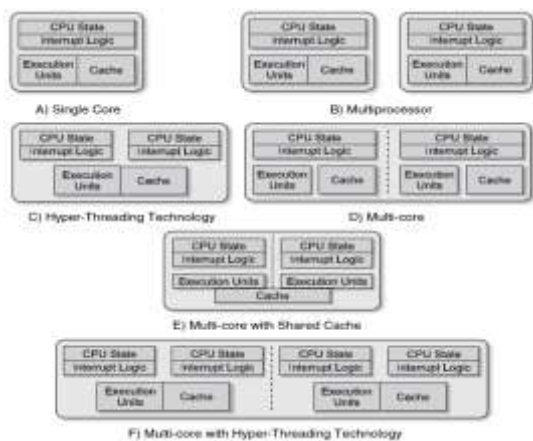 CPU State
Interrupt Logic
Execution Units
Cache
A) Single Core
CPU State
Interrupt Logic
Execution Units
Cache
CPU State
Interrupt Logic
Execution Units
Cache
B) Multiprocessor
CPU State
Interrupt Logic
CPU State
Interrupt Logic
Execution Units
Cache
C) Hyper-Threading Technology
CPU State
Interrupt Logic
Execution Units
Cache
CPU State
Interrupt Logic
Execution Units
Cache
D) Multi-core
CPU State
Interrupt Logic
Execution Units
CPU State
Interrupt Logic
Execution Units
Cache
E) Multi-core with Shared Cache
CPU State
Interrupt Logic
CPU State
Interrupt Logic
Execution Units
Cache
CPU State
Interrupt Logic
CPU State
Interrupt Logic
Execution Units
Cache
F) Multi-core with Hyper-Threading Technology